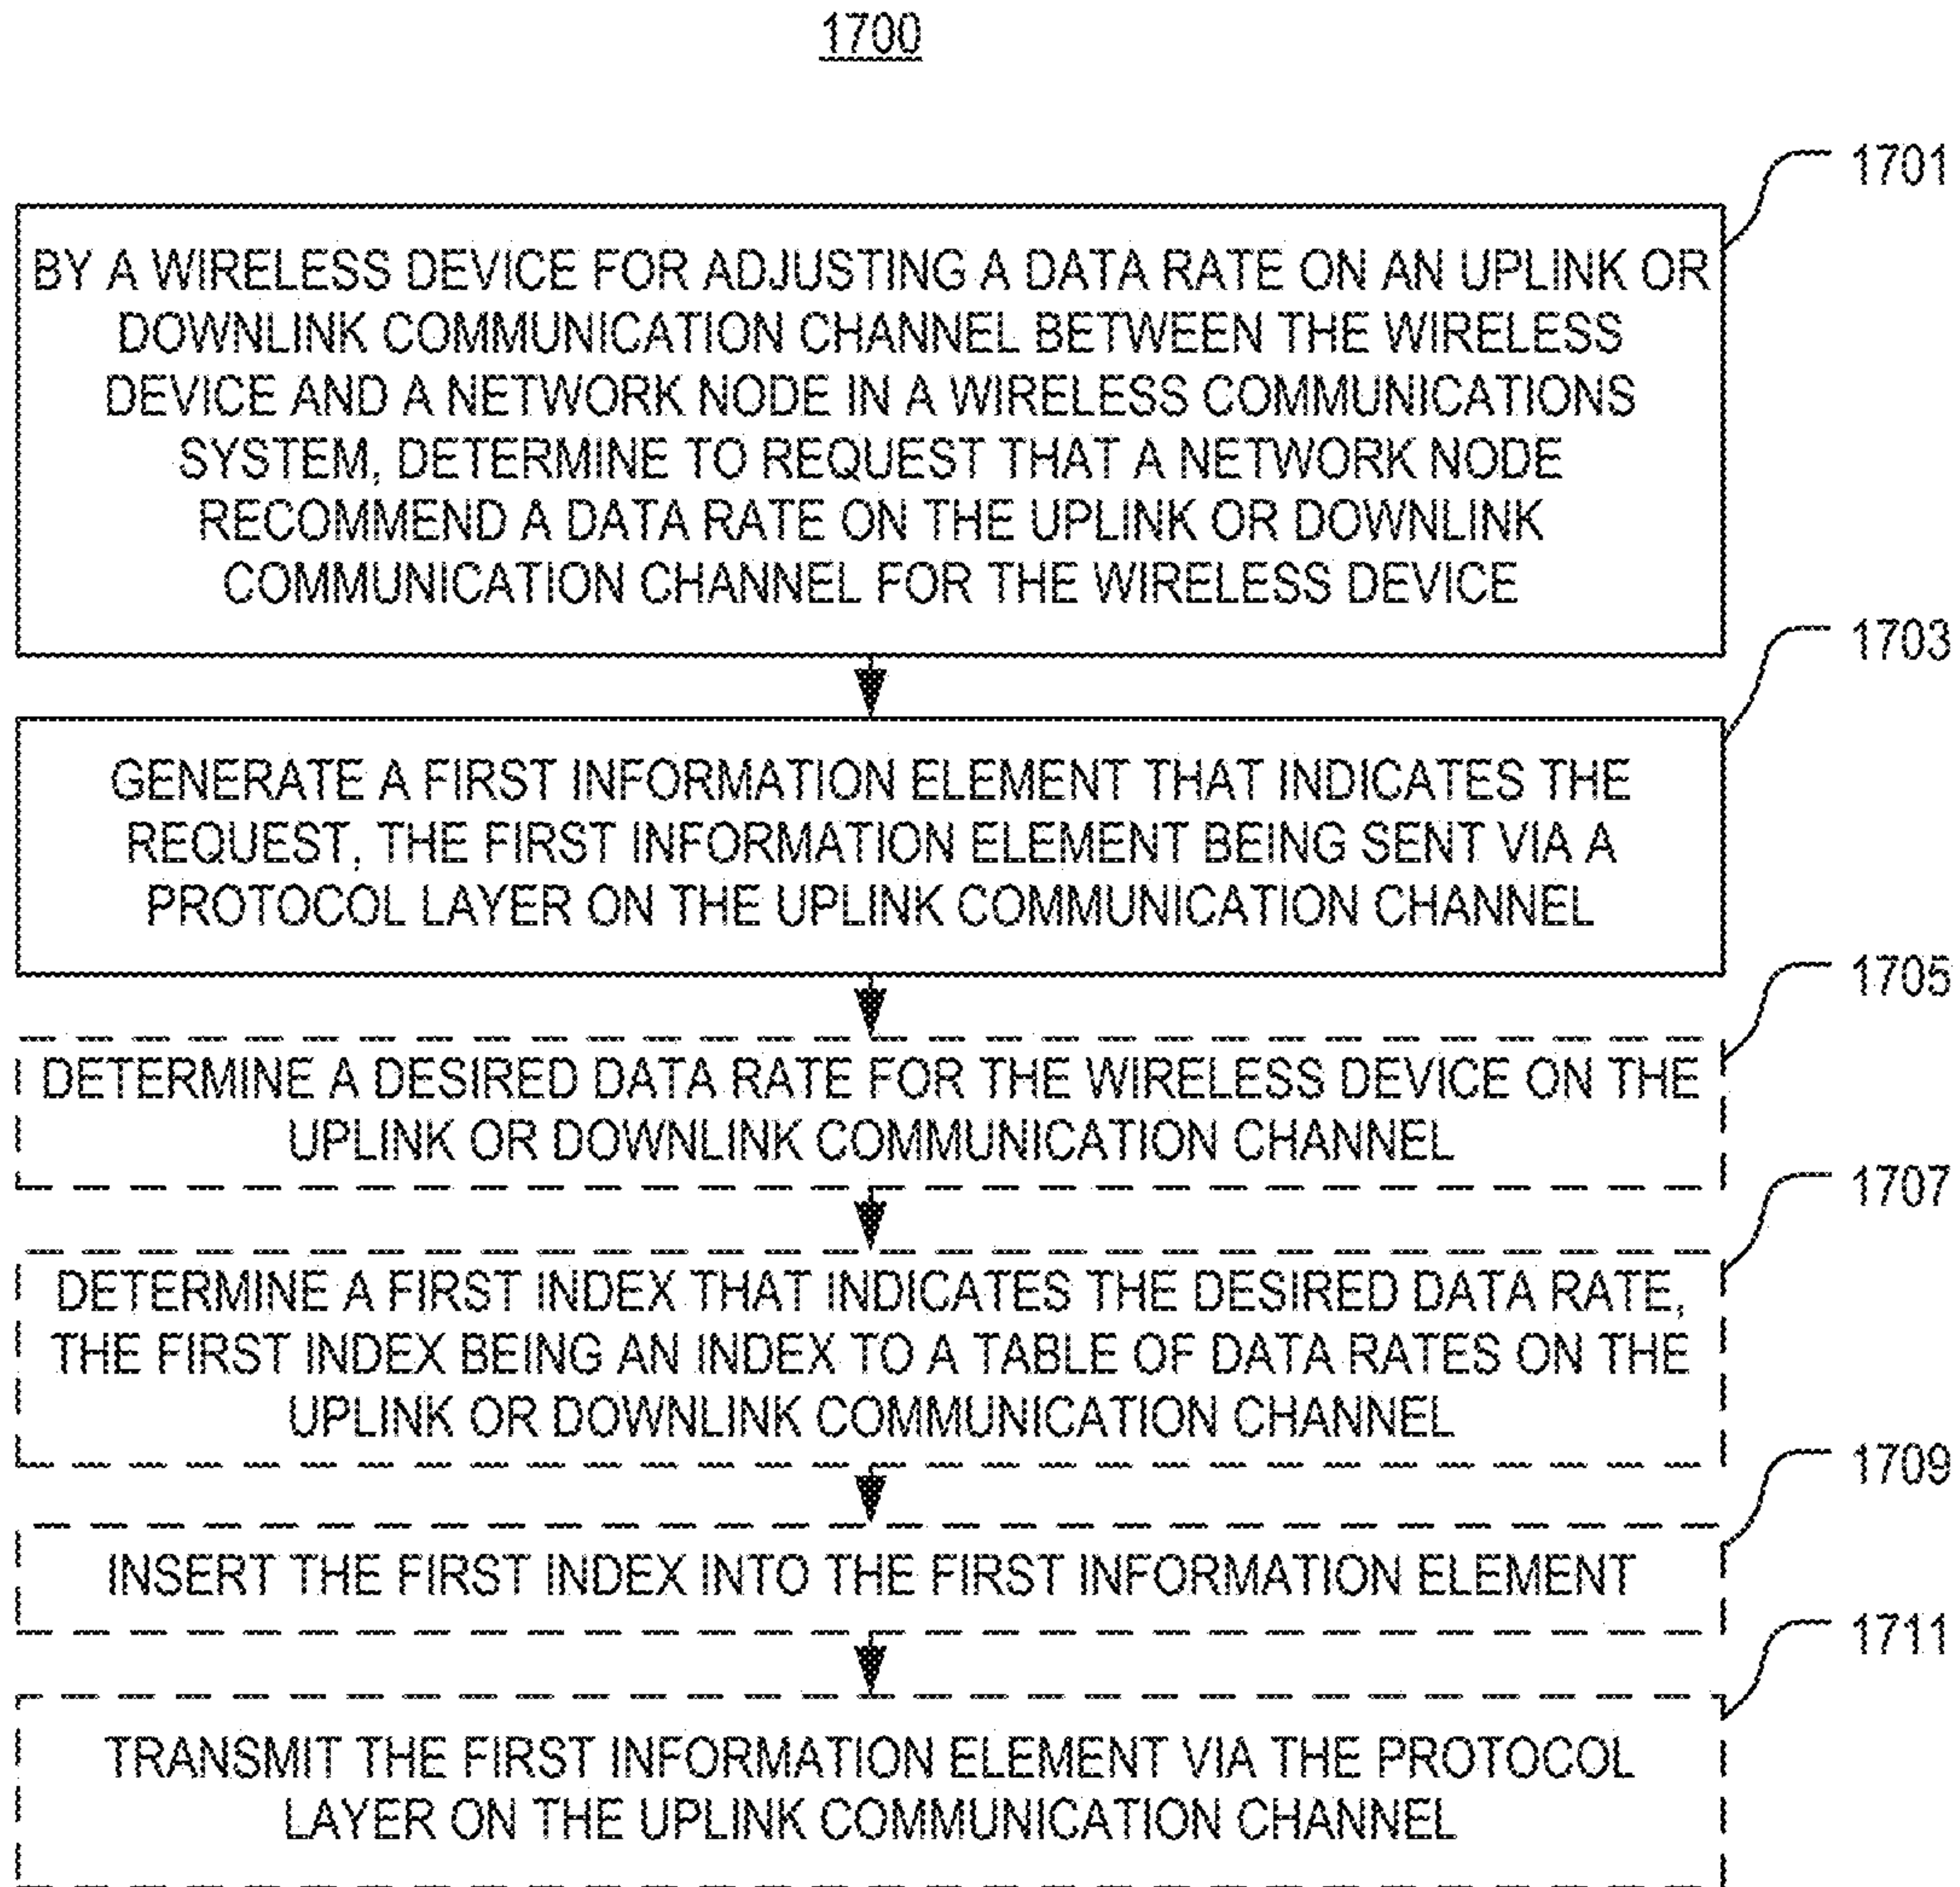 1700
1701
BY A WIRELESS DEVICE FOR ADJUSTING A DATA RATE ON AN UPLINK OR
DOWNLINK COMMUNICATION CHANNEL BETWEEN THE WIRELESS
DEVICE AND A NETWORK NODE IN A WIRELESS COMMUNICATIONS
SYSTEM, DETERMINE TO REQUEST THAT A NETWORK NODE
RECOMMEND A DATA RATE ON THE UPLINK OR DOWNLINK
COMMUNICATION CHANNEL FOR THE WIRELESS DEVICE
1703
GENERATE A FIRST INFORMATION ELEMENT THAT INDICATES THE
REQUEST, THE FIRST INFORMATION ELEMENT BEING SENT VIA A
PROTOCOL LAYER ON THE UPLINK COMMUNICATION CHANNEL
1705
DETERMINE A DESIRED DATA RATE FOR THE WIRELESS DEVICE ON THE
UPLINK OR DOWNLINK COMMUNICATION CHANNEL
1707
DETERMINE A FIRST INDEX THAT INDICATES THE DESIRED DATA RATE,
THE FIRST INDEX BEING AN INDEX TO A TABLE OF DATA RATES ON THE
UPLINK OR DOWNLINK COMMUNICATION CHANNEL
1709
INSERT THE FIRST INDEX INTO THE FIRST INFORMATION ELEMENT
1711
TRANSMIT THE FIRST INFORMATION ELEMENT VIA THE PROTOCOL
LAYER ON THE UPLINK COMMUNICATION CHANNEL